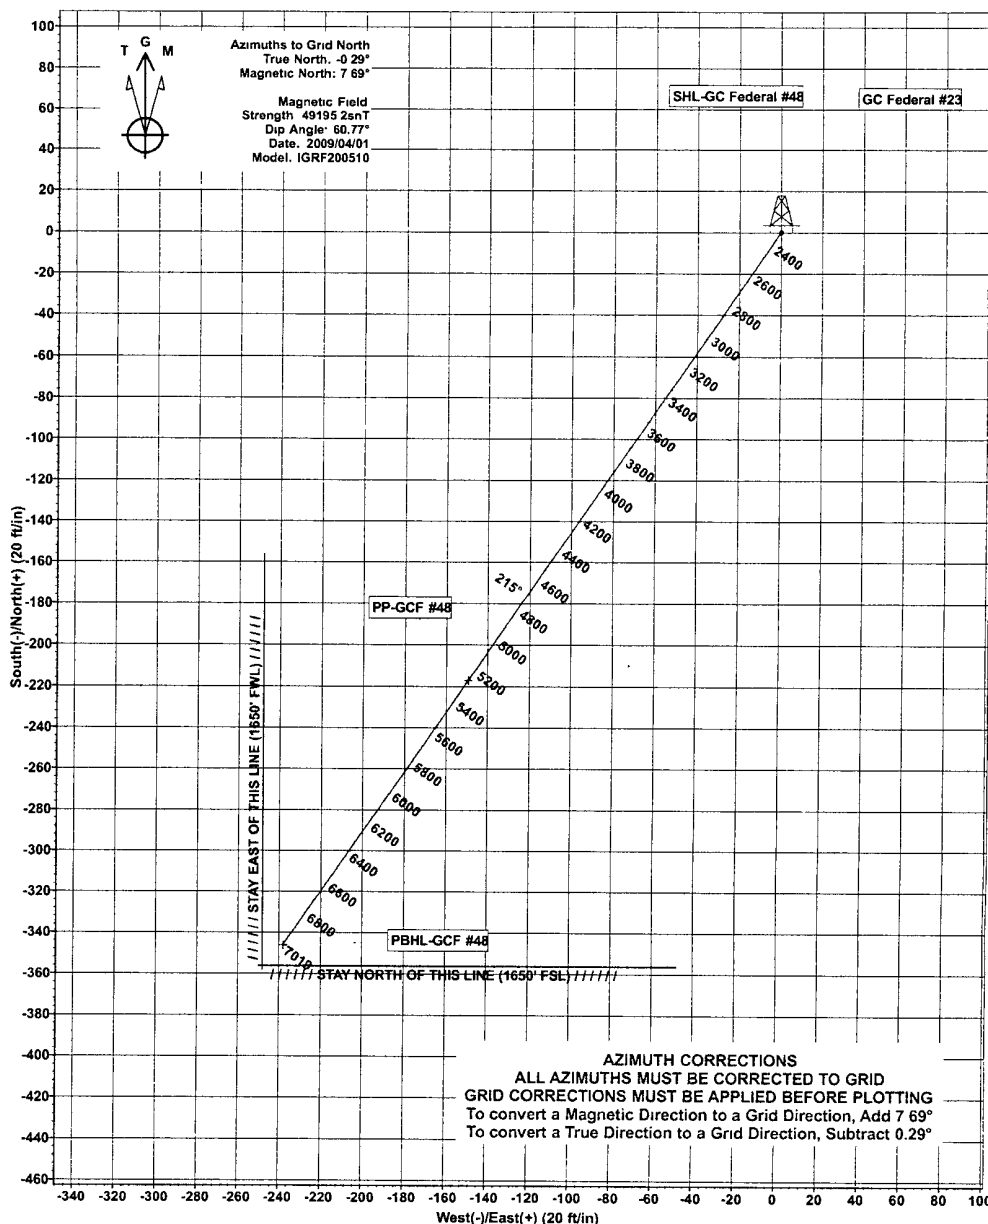 T G M
Azimuths to Grid North
True North. -0 29°
Magnetic North: 7 69°
Magnetic Field
Strength 49195 2snT
Dip Angle· 60.77°
Date. 2009/04/01
Model. IGRF200510
SHL-GC Federal #48
GC Federal #23
100
80
60
40
20
0
-20
-40
-60
-80
-100
-120
-140
-160
-180
-200
-220
-240
-260
-280
-300
-320
-340
-360
-380
-400
-420
-440
-460
South(-)/North(+) (20 ft/in)
2400
2600
2800
3000
3200
3400
3600
3800
4000
4200
4400
4600
4800
5000
5200
5400
5600
5800
6000
6200
6400
6600
6800
7010
215°
PP-GCF #48
PBHL-GCF #48
////// STAY EAST OF THIS LINE (1650' FWL) //////
////// STAY NORTH OF THIS LINE (1650' FSL) //////
AZIMUTH CORRECTIONS
ALL AZIMUTHS MUST BE CORRECTED TO GRID
GRID CORRECTIONS MUST BE APPLIED BEFORE PLOTTING
To convert a Magnetic Direction to a Grid Direction, Add 7 69°
To convert a True Direction to a Grid Direction, Subtract 0.29°
-340 -320 -300 -280 -260 -240 -220 -200 -180 -160 -140 -120 -100 -80 -60 -40 -20 0 20 40 60 80 100
West(-)/East(+) (20 ft/in)